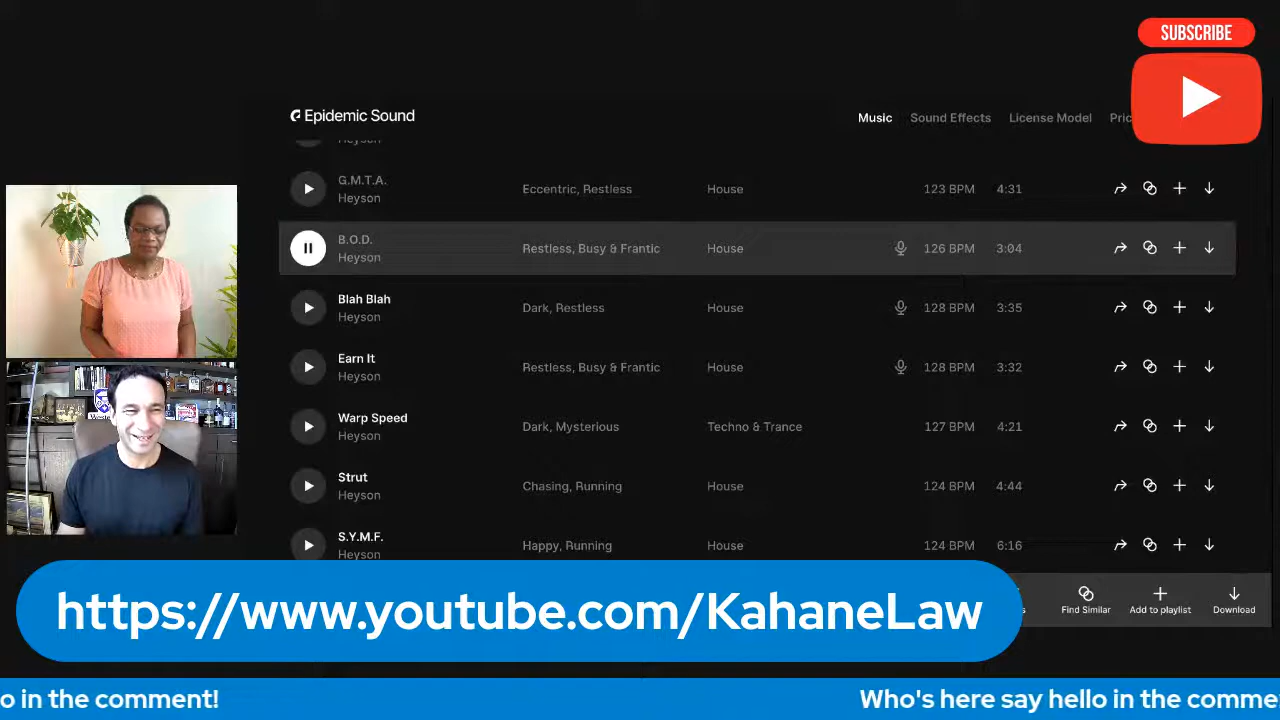 SUBSCRIBE
Epidemic Sound
Music Sound Effects License Model Pric
Heyson
G.M.T.A.
Heyson
Eccentric, Restless House 123 BPM 4:31
B.O.D.
Heyson
Restless, Busy & Frantic House 126 BPM 3:04
Blah Blah
Heyson
Dark, Restless House 128 BPM 3:35
Earn It
Heyson
Restless, Busy & Frantic House 128 BPM 3:32
Warp Speed
Heyson
Dark, Mysterious Techno & Trance 127 BPM 4:21
Strut
Heyson
Chasing, Running House 124 BPM 4:44
S.Y.M.F.
Heyson
Happy, Running House 124 BPM 6:16
Find Similar Add to playlist Download
https://www.youtube.com/KahaneLaw
o in the comment! Who's here say hello in the comme